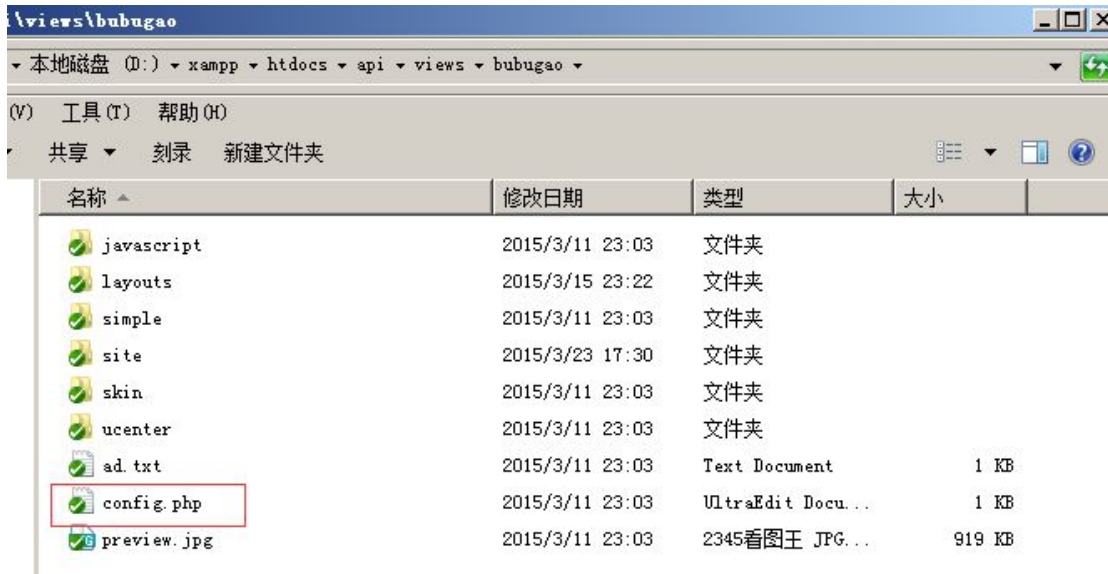 i\views\bubugao
本地磁盘 (D:) xampp htdocs api views bubugao
(V) 工具(T) 帮助(H)
共享 刻录 新建文件夹
名称 修改日期 类型 大小
javascript 2015/3/11 23:03 文件夹
layouts 2015/3/15 23:22 文件夹
simple 2015/3/11 23:03 文件夹
site 2015/3/23 17:30 文件夹
skin 2015/3/11 23:03 文件夹
ucenter 2015/3/11 23:03 文件夹
ad.txt 2015/3/11 23:03 Text Document 1 KB
config.php 2015/3/11 23:03 UltraEdit Docu... 1 KB
preview.jpg 2015/3/11 23:03 2345看图王 JPG... 919 KB